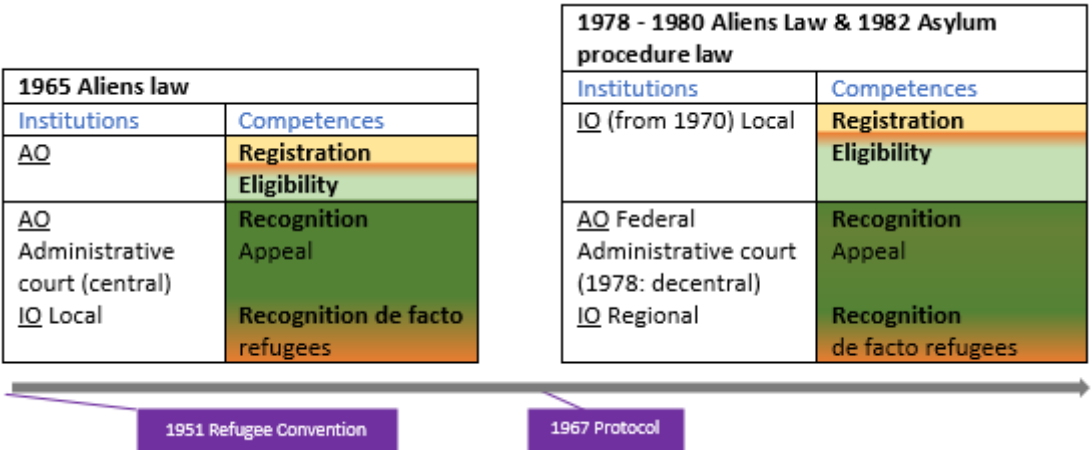 1965 Aliens law
Institutions Competences
AO Registration
Eligibility
AO Recognition
Administrative Appeal
court (central)
IO Local Recognition de facto
refugees
1978 - 1980 Aliens Law & 1982 Asylum
procedure law
Institutions Competences
IO (from 1970) Local Registration
Eligibility
AO Federal Recognition
Administrative court Appeal
(1978: decentral)
IO Regional Recognition
de facto refugees
1951 Refugee Convention
1967 Protocol